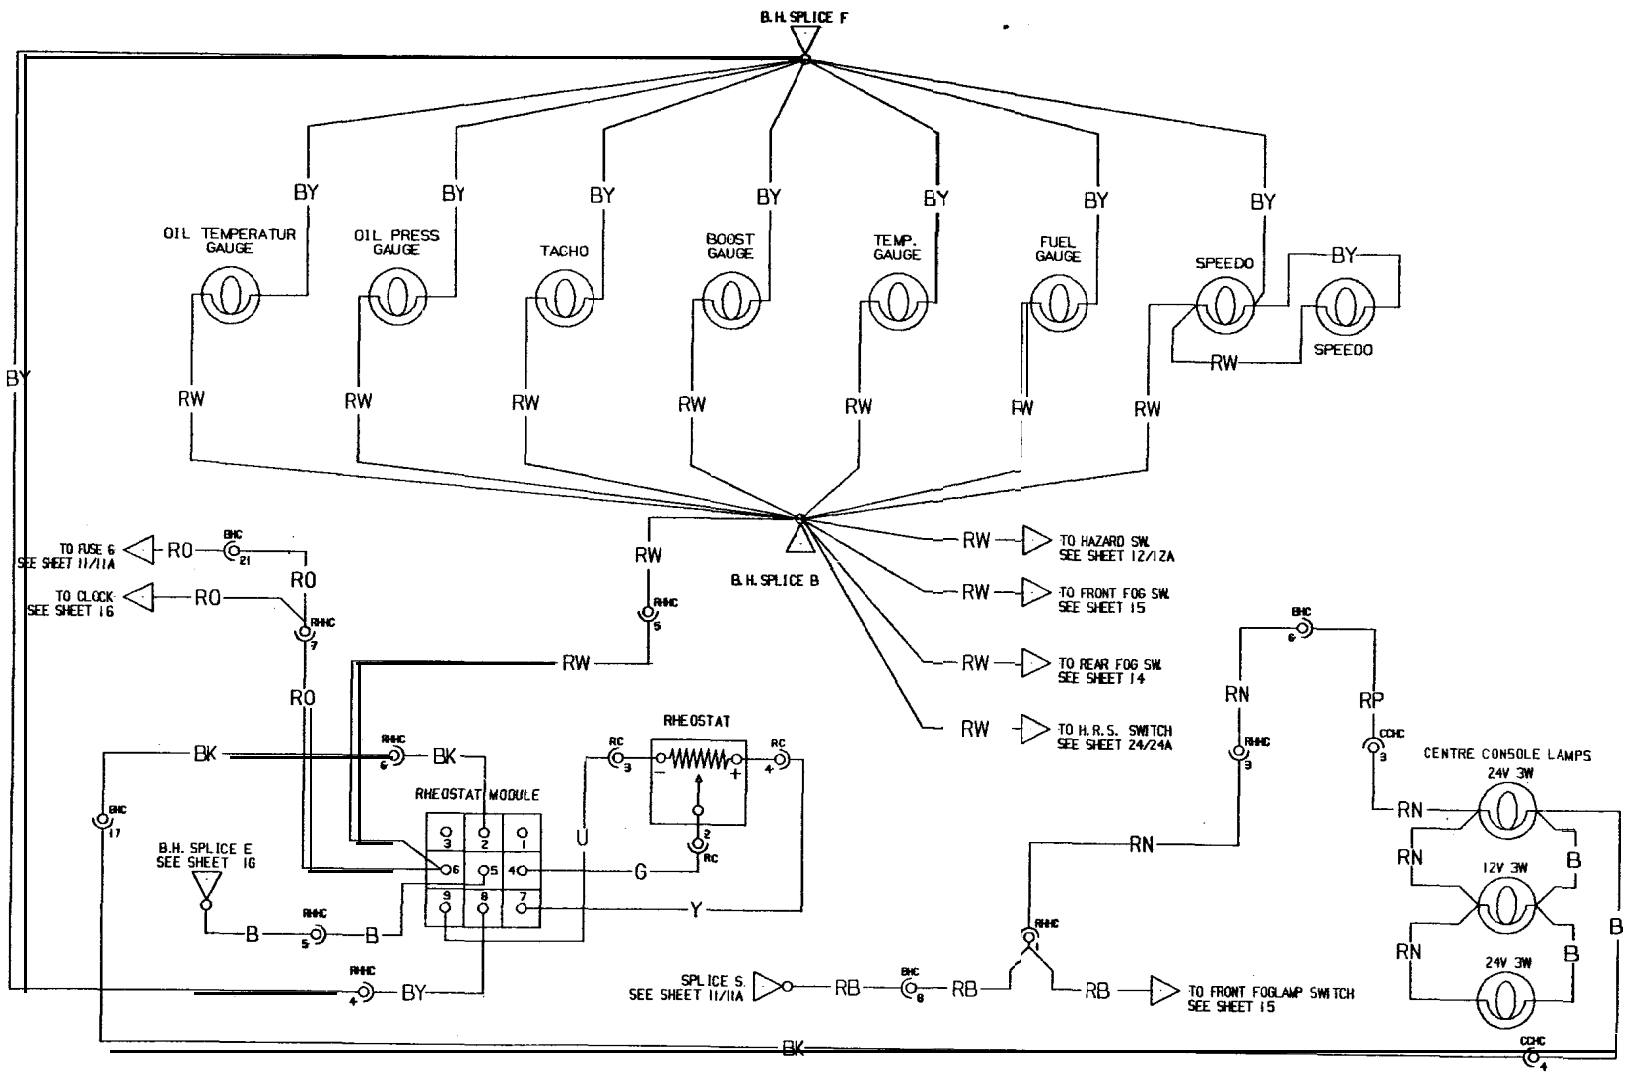 B.H. SPLICE F
BY
BY
BY
BY
BY
BY
BY
OIL TEMPERATUR
GAUGE
OIL PRESS
GAUGE
TACHO
BOOST
GAUGE
TEMP.
GAUGE
FUEL
GAUGE
SPEEDO
BY
SPEEDO
RW
BY
RW
RW
RW
RW
RW
RW
RW
TO FUSE 6
SEE SHEET 11/11A
RO
BHC
21
RO
TO CLOCK
SEE SHEET 16
RO
RHHC
7
RO
RW
B.H. SPLICE B
RHHC
5
RW
RW
TO HAZARD SW.
SEE SHEET 12/12A
RW
TO FRONT FOG SW.
SEE SHEET 15
RW
TO REAR FOG SW.
SEE SHEET 14
RW
TO H.R.S. SWITCH
SEE SHEET 24/24A
BHC
6
RN
RP
RHHC
3
CCHC
3
BK
RHHC
6
BK
RHEOSTAT
RC
3
-
+
RC
4
2
RC
BHC
17
RHEOSTAT MODULE
3
2
1
6
5
4
9
8
7
U
G
Y
B.H. SPLICE E
SEE SHEET 16
B
RHHC
5
B
RHHC
4
BY
RN
RHHC
1
SPLICE S.
SEE SHEET 11/11A
RB
BHC
8
RB
RB
TO FRONT FOGLAMP SWITCH
SEE SHEET 15
CENTRE CONSOLE LAMPS
24V 3W
RN
RN
B
12V 3W
B
RN
B
24V 3W
BK
CCHC
4